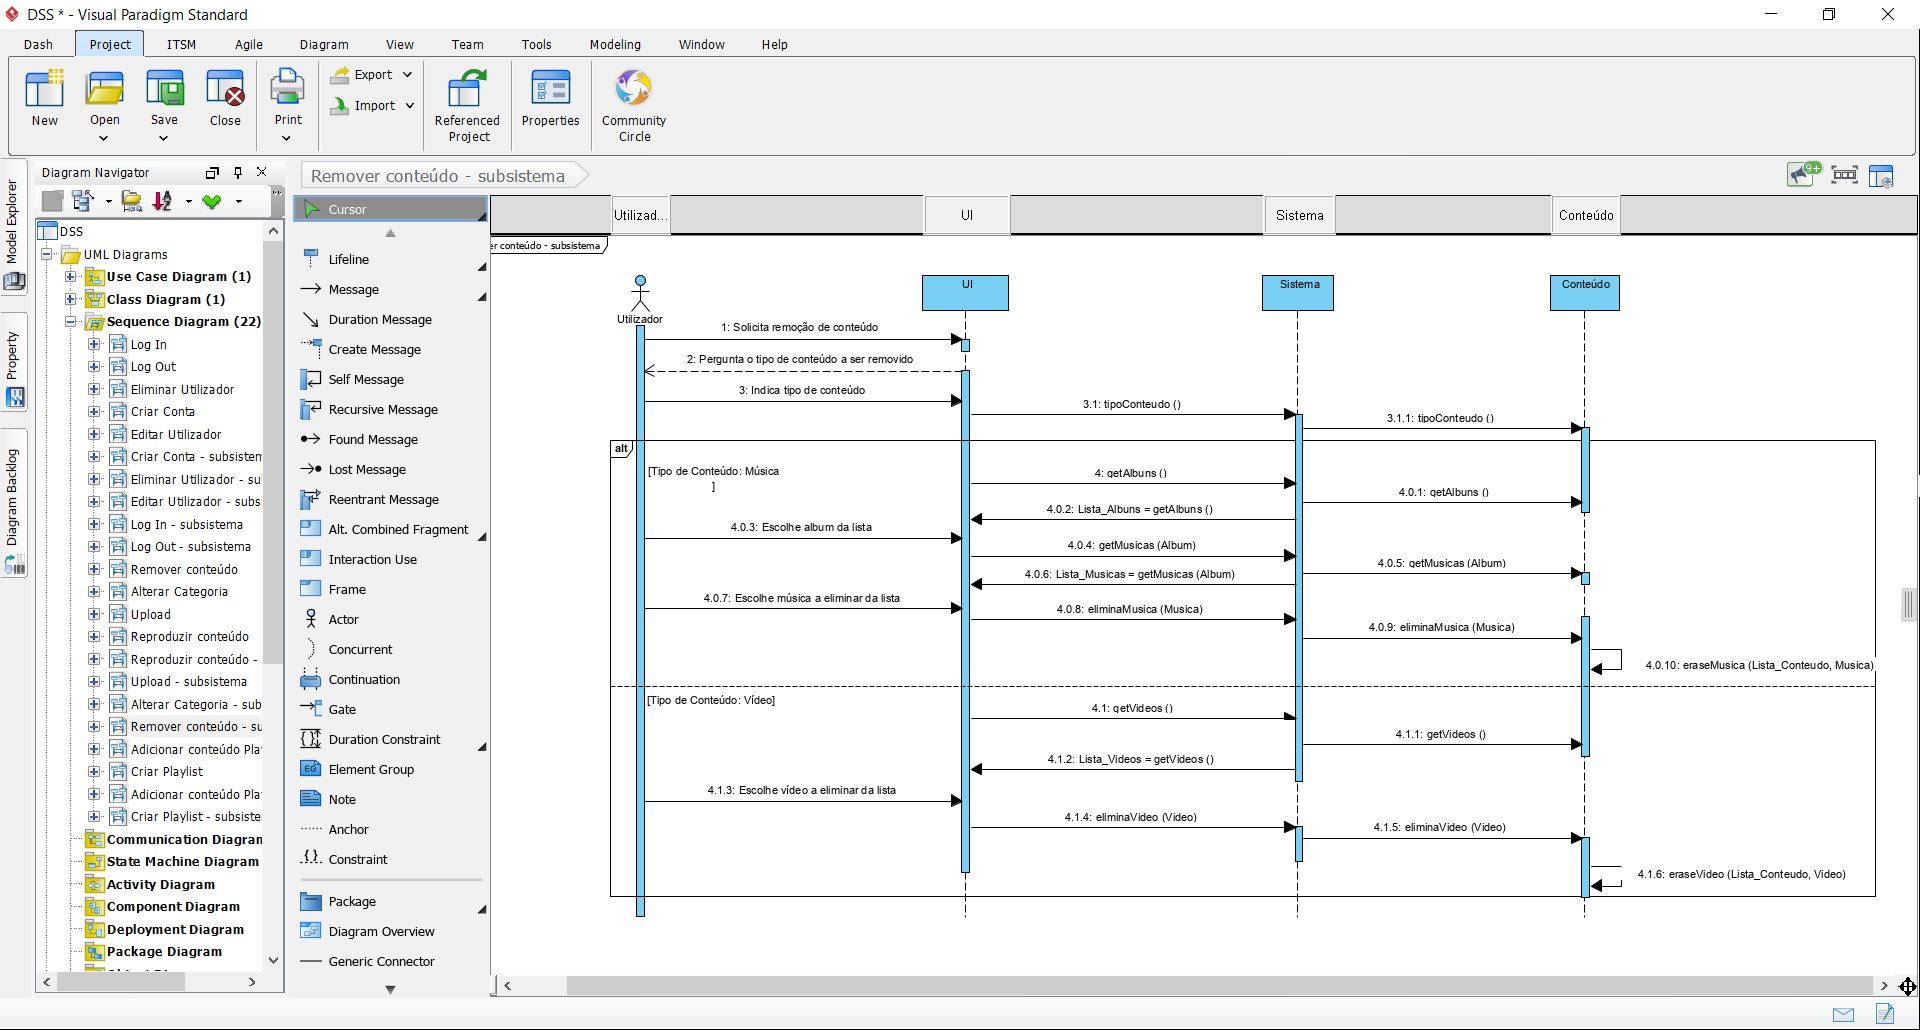 DSS * - Visual Paradigm Standard
Dash
Project
ITSM
Agile
Diagram
View
Team
Tools
Modeling
Window
Help
New
Open
Save
Close
Print
Export
Import
Referenced
Project
Properties
Community
Circle
Model Explorer
Property
Diagram Backlog
Diagram Navigator
DSS
UML Diagrams
Use Case Diagram (1)
Class Diagram (1)
Sequence Diagram (22)
Log In
Log Out
Eliminar Utilizador
Criar Conta
Editar Utilizador
Criar Conta - subsistem
Eliminar Utilizador - su
Editar Utilizador - subs
Log In - subsistema
Log Out - subsistema
Remover conteúdo
Alterar Categoria
Upload
Reproduzir conteúdo
Reproduzir conteúdo -
Upload - subsistema
Alterar Categoria - sub
Remover conteúdo - su
Adicionar conteúdo Pla
Criar Playlist
Adicionar conteúdo Pla
Criar Playlist - subsiste
Communication Diagran
State Machine Diagram
Activity Diagram
Component Diagram
Deployment Diagram
Package Diagram
Remover conteúdo - subsistema
9+
Cursor
Lifeline
Message
Duration Message
Create Message
Self Message
Recursive Message
Found Message
Lost Message
Reentrant Message
Alt. Combined Fragment
Interaction Use
Frame
Actor
Concurrent
Continuation
Gate
Duration Constraint
EG Element Group
Note
Anchor
Constraint
Package
Diagram Overview
Generic Connector
Utilizad...
UI
Sistema
Conteúdo
er conteúdo - subsistema
UI
Sistema
Conteúdo
Utilizador
1: Solicita remoção de conteúdo
2: Pergunta o tipo de conteúdo a ser removido
3: Indica tipo de conteúdo
3.1: tipoConteudo ()
3.1.1: tipoConteudo ()
alt
[Tipo de Conteúdo: Música
]
4: getAlbuns ()
4.0.1: getAlbuns ()
4.0.2: Lista_Albuns = getAlbuns ()
4.0.3: Escolhe album da lista
4.0.4: getMusicas (Album)
4.0.5: getMusicas (Album)
4.0.6: Lista_Musicas = getMusicas (Album)
4.0.7: Escolhe música a eliminar da lista
4.0.8: eliminaMusica (Musica)
4.0.9: eliminaMusica (Musica)
4.0.10: eraseMusica (Lista_Conteudo, Musica)
[Tipo de Conteúdo: Vídeo]
4.1: getVideos ()
4.1.1: getVideos ()
4.1.2: Lista_Videos = getVideos ()
4.1.3: Escolhe vídeo a eliminar da lista
4.1.4: eliminaVideo (Video)
4.1.5: eliminaVideo (Video)
4.1.6: eraseVideo (Lista_Conteudo, Video)